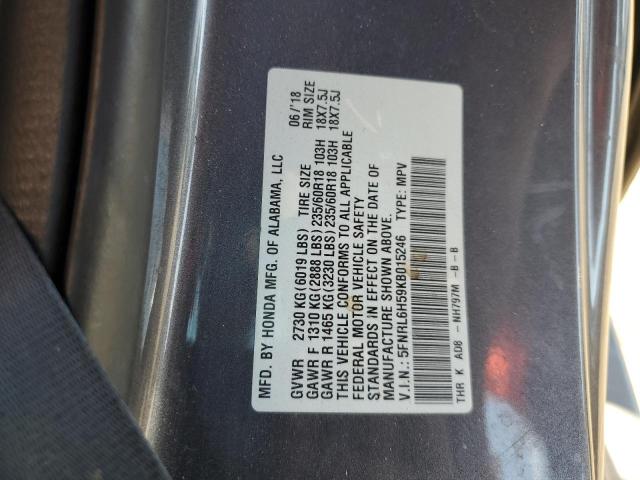 MFD. BY HONDA MFG. OF ALABAMA, LLC 06/'18
GVWR 2730 KG(6019 LBS) TIRE SIZE RIM SIZE
GAWR F 1310 KG(2888 LBS)235/60R18 103H 18X7.5J
GAWR R 1465 KG(3230 LBS)235/60R18 103H 18X7.5J
THIS VEHICLE CONFORMS TO ALL APPLICABLE
FEDERAL MOTOR VEHICLE SAFETY
STANDARDS IN EFFECT ON THE DATE OF
MANUFACTURE SHOWN ABOVE.
V.I.N.: 5FNRL6H59KB015246 TYPE: MPV
THR K AD8 - NH797M -B -B